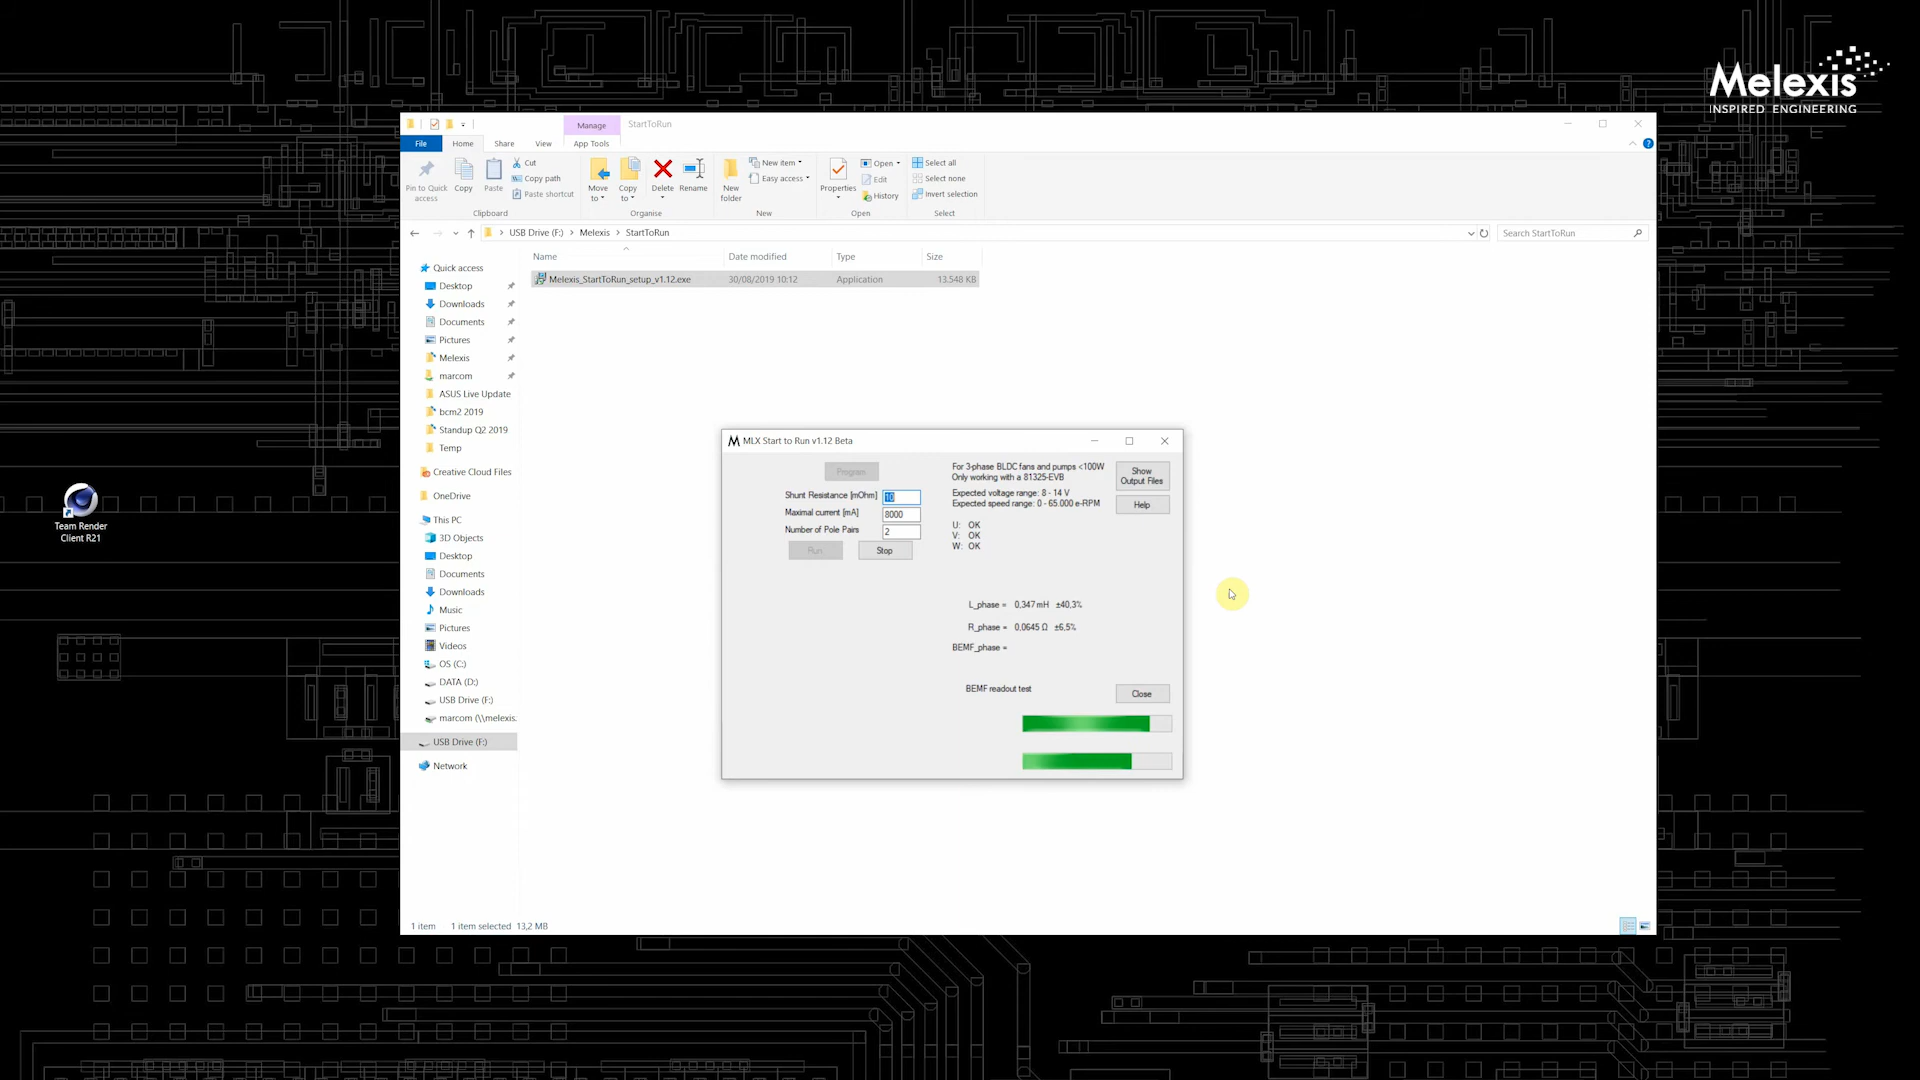 Melexis
INSPIRED ENGINEERING
Manage
StartToRun
File
Home
Share
View
App Tools
Pin to Quick access
Copy
Paste
Cut
Copy path
Paste shortcut
Clipboard
Move to
Copy to
Delete
Rename
Organise
New folder
New item
Easy access
New
Properties
Open
Edit
History
Open
Select all
Select none
Invert selection
Select
USB Drive (F:) > Melexis > StartToRun
Search StartToRun
Name
Date modified
Type
Size
Melexis_StartToRun_setup_v1.12.exe
30/08/2019 10:12
Application
13.548 KB
Quick access
Desktop
Downloads
Documents
Pictures
Melexis
marcom
ASUS Live Update
bcm2 2019
Standup Q2 2019
Temp
Creative Cloud Files
OneDrive
This PC
3D Objects
Desktop
Documents
Downloads
Music
Pictures
Videos
OS (C:)
DATA (D:)
USB Drive (F:)
marcom (\\melexis.
USB Drive (F:)
Network
1 item
1 item selected 13,2 MB
Team Render
Client R21
MLX Start to Run v1.12 Beta
Program
Shunt Resistance [mOhm]
10
Maximal current [mA]
8000
Number of Pole Pairs
2
Run
Stop
For 3-phase BLDC fans and pumps <100W
Only working with a 81325-EVB
Expected voltage range: 8 - 14 V
Expected speed range: 0 - 65.000 e-RPM
U: OK
V: OK
W: OK
Show
Output Files
Help
L_phase = 0,347 mH ±40,3%
R_phase = 0,0645 Ω ±6,5%
BEMF_phase =
BEMF readout test
Close